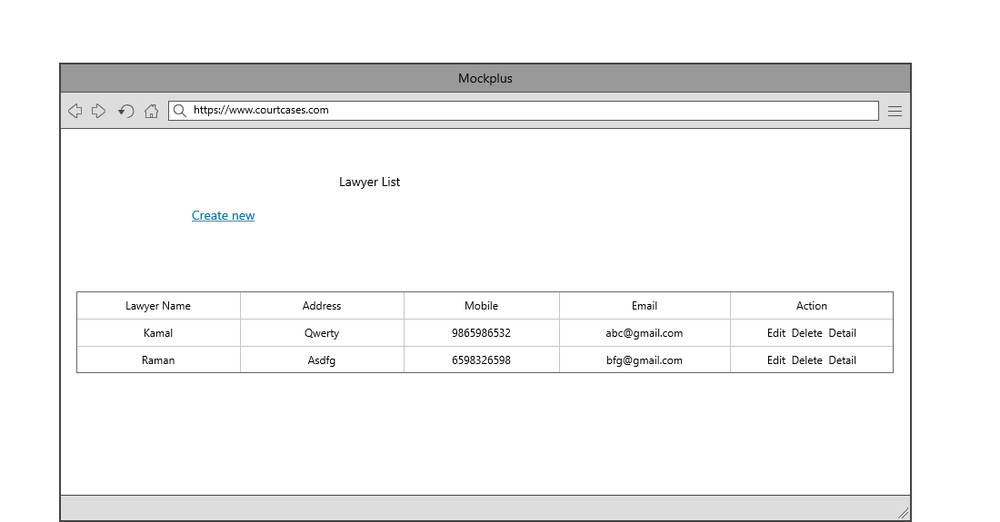 Mockplus
https://www.courtcases.com
Lawyer List
Create new
Lawyer Name Address Mobile Email Action
Kamal Qwerty 9865986532 abc@gmail.com Edit Delete Detail
Raman Asdfg 6598326598 bfg@gmail.com Edit Delete Detail